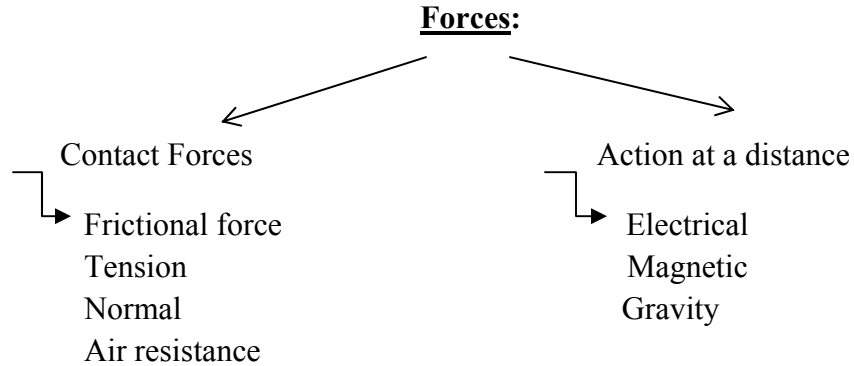 Forces:
Contact Forces
Frictional force
Tension
Normal
Air resistance
Action at a distance
Electrical
Magnetic
Gravity